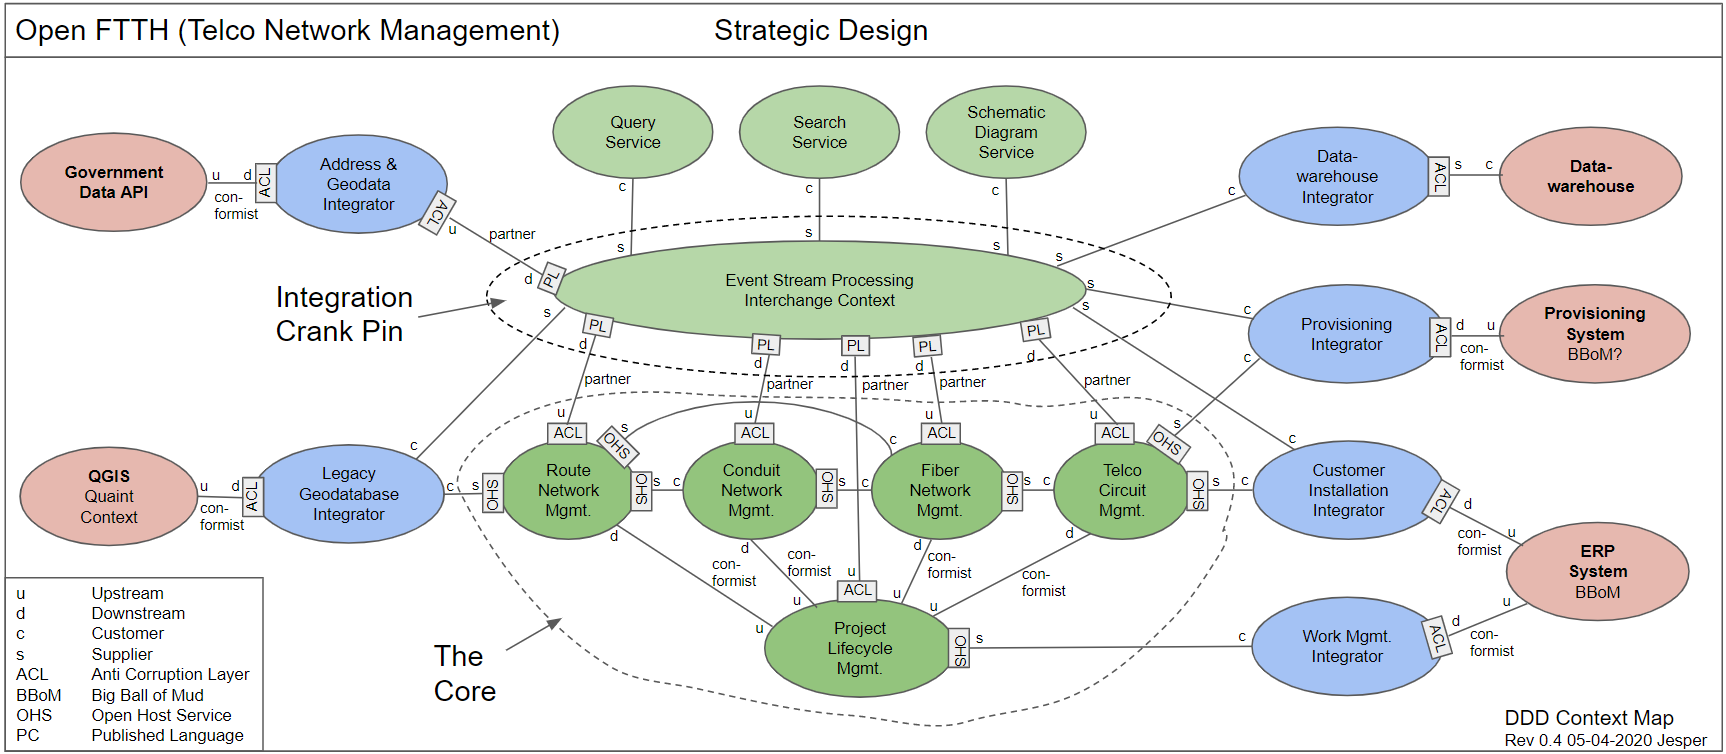 Open FTTH (Telco Network Management)
Strategic Design
Query
Service
Search
Service
Schematic
Diagram
Service
Government
Data API
u
d
ACL
con-
formist
Address &
Geodata
Integrator
ACL
u
partner
d
PL
c
s
c
s
c
s
Data-
warehouse
Integrator
c
s
ACL
s
c
Data-
warehouse
Event Stream Processing
Interchange Context
Integration
Crank Pin
s
s
s
c
Provisioning
Integrator
c
ACL
d
u
con-
formist
Provisioning
System
BBoM?
PL
d
partner
u
ACL
PL
d
partner
u
ACL
PL
d
partner
PL
d
partner
u
ACL
PL
d
partner
u
ACL
QGIS
Quaint
Context
u
d
ACL
con-
formist
Legacy
Geodatabase
Integrator
c
c
s
OHS
Route
Network
Mgmt.
OHS
s
OHS
s
c
Conduit
Network
Mgmt.
OHS
s
c
c
Fiber
Network
Mgmt.
OHS
s
c
Telco
Circuit
Mgmt.
OHS
s
OHS
s
c
c
Customer
Installation
Integrator
ACL
d
con-
formist
u
ERP
System
BBoM
u
d
con-
formist
d
con-
formist
u
d
con-
formist
u
d
con-
formist
u
d
con-
formist
u
u
ACL
Project
Lifecycle
Mgmt.
OHS
s
c
Work Mgmt.
Integrator
ACL
The
Core
u Upstream
d Downstream
c Customer
s Supplier
ACL Anti Corruption Layer
BBoM Big Ball of Mud
OHS Open Host Service
PC Published Language
DDD Context Map
Rev 0.4 05-04-2020 Jesper